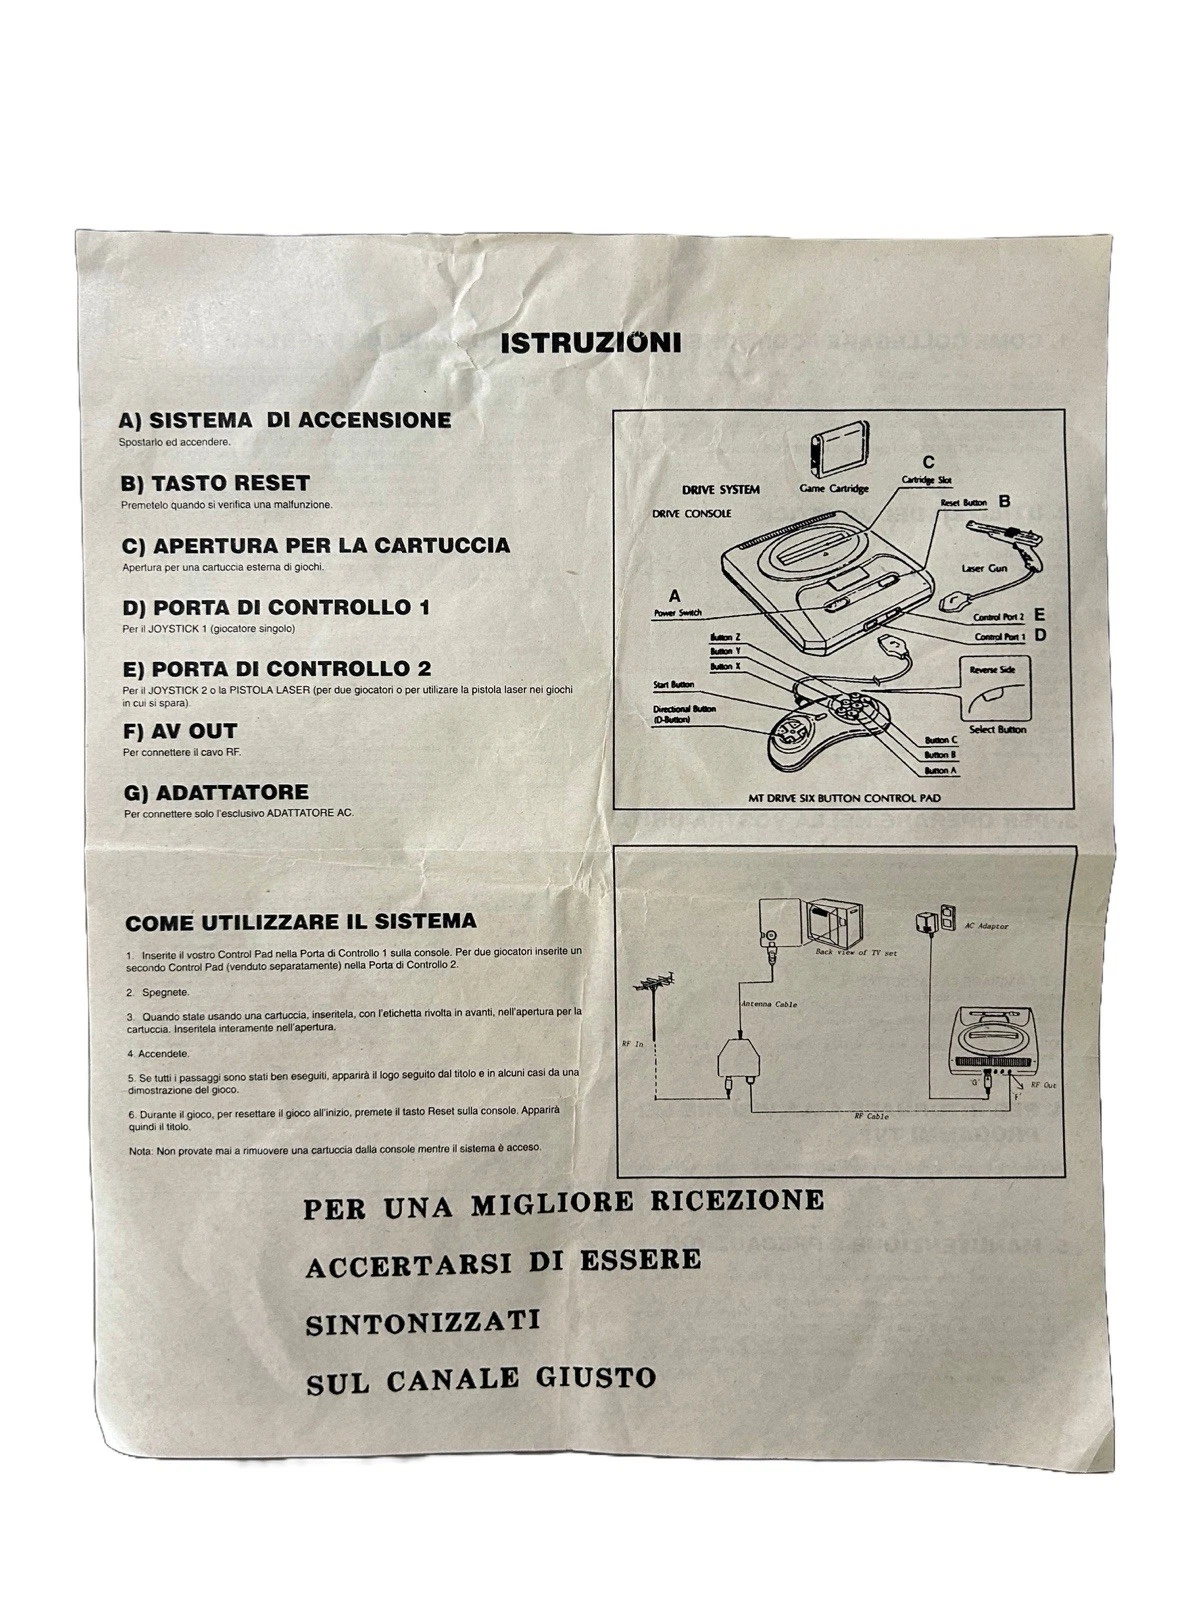 ISTRUZIONI
A) SISTEMA DI ACCENSIONE
Spostarlo ed accendere.
B) TASTO RESET
Premetelo quando si verifica una malfunzione.
C) APERTURA PER LA CARTUCCIA
Apertura per una cartuccia esterna di giochi.
D) PORTA DI CONTROLLO 1
Per il JOYSTICK 1 (giocatore singolo)
E) PORTA DI CONTROLLO 2
Per il JOYSTICK 2 o la PISTOLA LASER (per due giocatori o per utilizzare la pistola laser nei giochi
in cui si spara).
F) AV OUT
Per connettere il cavo RF.
G) ADATTATORE
Per connettere solo l'esclusivo ADATTATORE AC.
C
Cartridge Slot
DRIVE SYSTEM
Game Cartridge
DRIVE CONSOLE
Reset Button B
Laser Gun
A
Power Switch
Control Port 2 E
Control Port 1 D
Button Z
Button Y
Button X
Reverse Side
Start Button
Directional Button
(D-Button)
Select Button
Button C
Button B
Button A
MT DRIVE SIX BUTTON CONTROL PAD
COME UTILIZZARE IL SISTEMA
1. Inserite il vostro Control Pad nella Porta di Controllo 1 sulla console. Per due giocatori inserite un
secondo Control Pad (venduto separatamente) nella Porta di Controllo 2.
2. Spegnete.
3. Quando state usando una cartuccia, inseritela, con l'etichetta rivolta in avanti, nell'apertura per la
cartuccia. Inseritela interamente nell'apertura.
4. Accendete.
5. Se tutti i passaggi sono stati ben eseguiti, apparirà il logo seguito dal titolo e in alcuni casi da una
dimostrazione del gioco.
6. Durante il gioco, per resettare il gioco all'inizio, premete il tasto Reset sulla console. Apparirà
quindi il titolo.
Nota: Non provate mai a rimuovere una cartuccia dalla console mentre il sistema è acceso.
AC Adaptor
Back view of TV set
Antenna Cable
RF In
'G'
RF Out
'F'
RF Cable
PER UNA MIGLIORE RICEZIONE
ACCERTARSI DI ESSERE
SINTONIZZATI
SUL CANALE GIUSTO